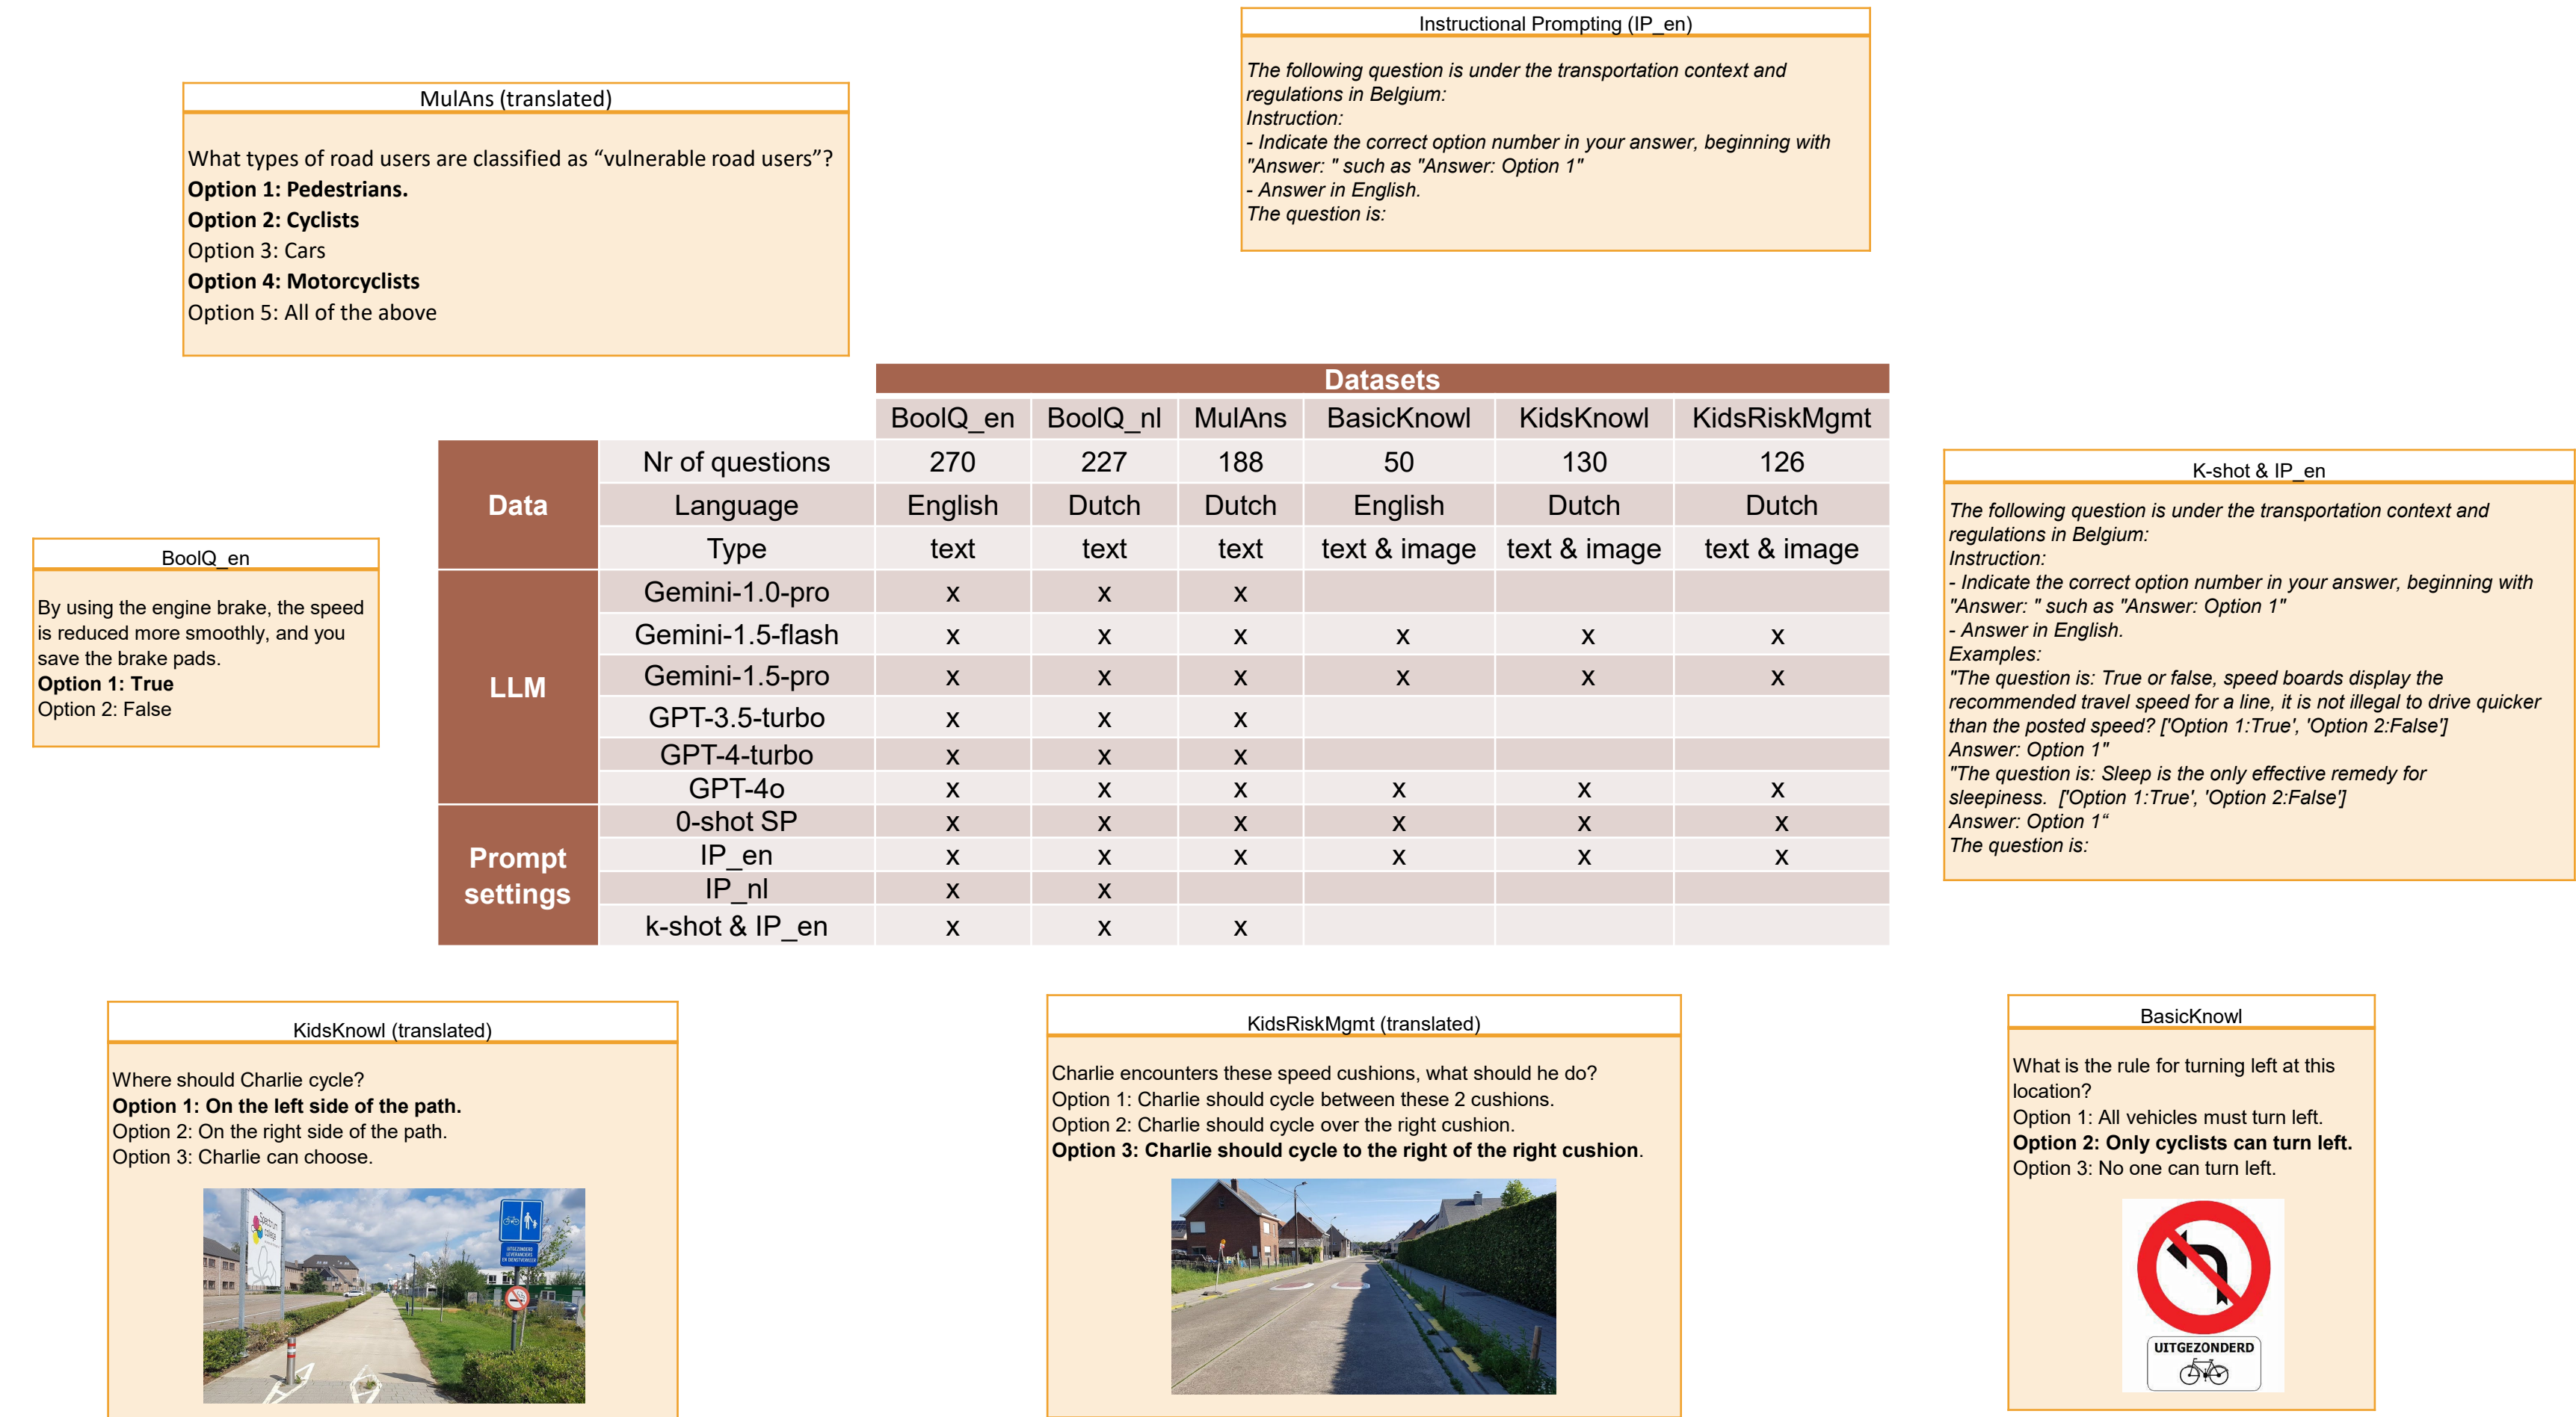 Instructional Prompting (IP_en)
The following question is under the transportation context and
regulations in Belgium:
Instruction:
- Indicate the correct option number in your answer, beginning with
"Answer: " such as "Answer: Option 1"
- Answer in English.
The question is:
MulAns (translated)
What types of road users are classified as “vulnerable road users”?
Option 1: Pedestrians.
Option 2: Cyclists
Option 3: Cars
Option 4: Motorcyclists
Option 5: All of the above
Datasets
BoolQ_en BoolQ_nl MulAns BasicKnowl KidsKnowl KidsRiskMgmt
Data
Nr of questions 270 227 188 50 130 126
Language English Dutch Dutch English Dutch Dutch
Type text text text text & image text & image text & image
LLM
Gemini-1.0-pro x x x
Gemini-1.5-flash x x x x x x
Gemini-1.5-pro x x x x x x
GPT-3.5-turbo x x x
GPT-4-turbo x x x
GPT-4o x x x x x x
Prompt
settings
0-shot SP x x x x x x
IP_en x x x x x x
IP_nl x x
k-shot & IP_en x x x
BoolQ_en
By using the engine brake, the speed
is reduced more smoothly, and you
save the brake pads.
Option 1: True
Option 2: False
K-shot & IP_en
The following question is under the transportation context and
regulations in Belgium:
Instruction:
- Indicate the correct option number in your answer, beginning with
"Answer: " such as "Answer: Option 1"
- Answer in English.
Examples:
"The question is: True or false, speed boards display the
recommended travel speed for a line, it is not illegal to drive quicker
than the posted speed? ['Option 1:True', 'Option 2:False']
Answer: Option 1"
"The question is: Sleep is the only effective remedy for
sleepiness.  ['Option 1:True', 'Option 2:False']
Answer: Option 1“
The question is:
KidsKnowl (translated)
Where should Charlie cycle?
Option 1: On the left side of the path.
Option 2: On the right side of the path.
Option 3: Charlie can choose.
Spectrum
college
UITGEZONDERD
LEVERANCIERS
EN DIENSTVERKEER
KidsRiskMgmt (translated)
Charlie encounters these speed cushions, what should he do?
Option 1: Charlie should cycle between these 2 cushions.
Option 2: Charlie should cycle over the right cushion.
Option 3: Charlie should cycle to the right of the right cushion.
BasicKnowl
What is the rule for turning left at this
location?
Option 1: All vehicles must turn left.
Option 2: Only cyclists can turn left.
Option 3: No one can turn left.
UITGEZONDERD